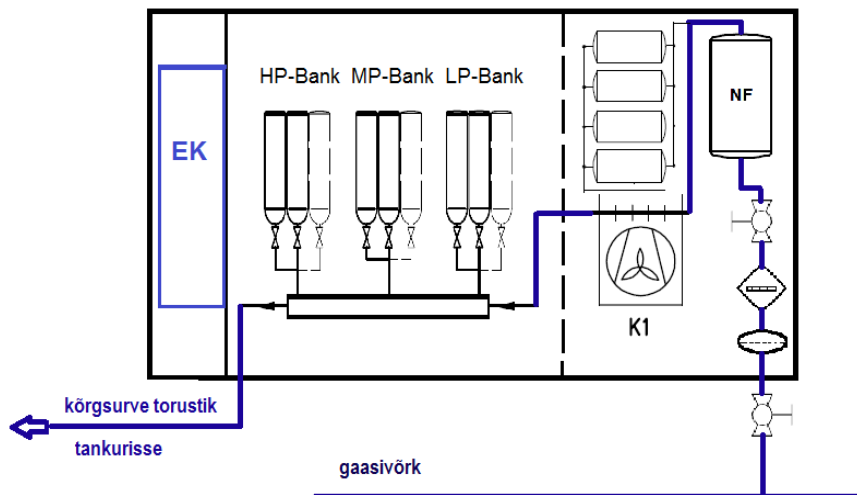 HP-Bank MP-Bank LP-Bank
NF
EK
K1
kõrgsurve torustik
tankurisse
gaasivõrk